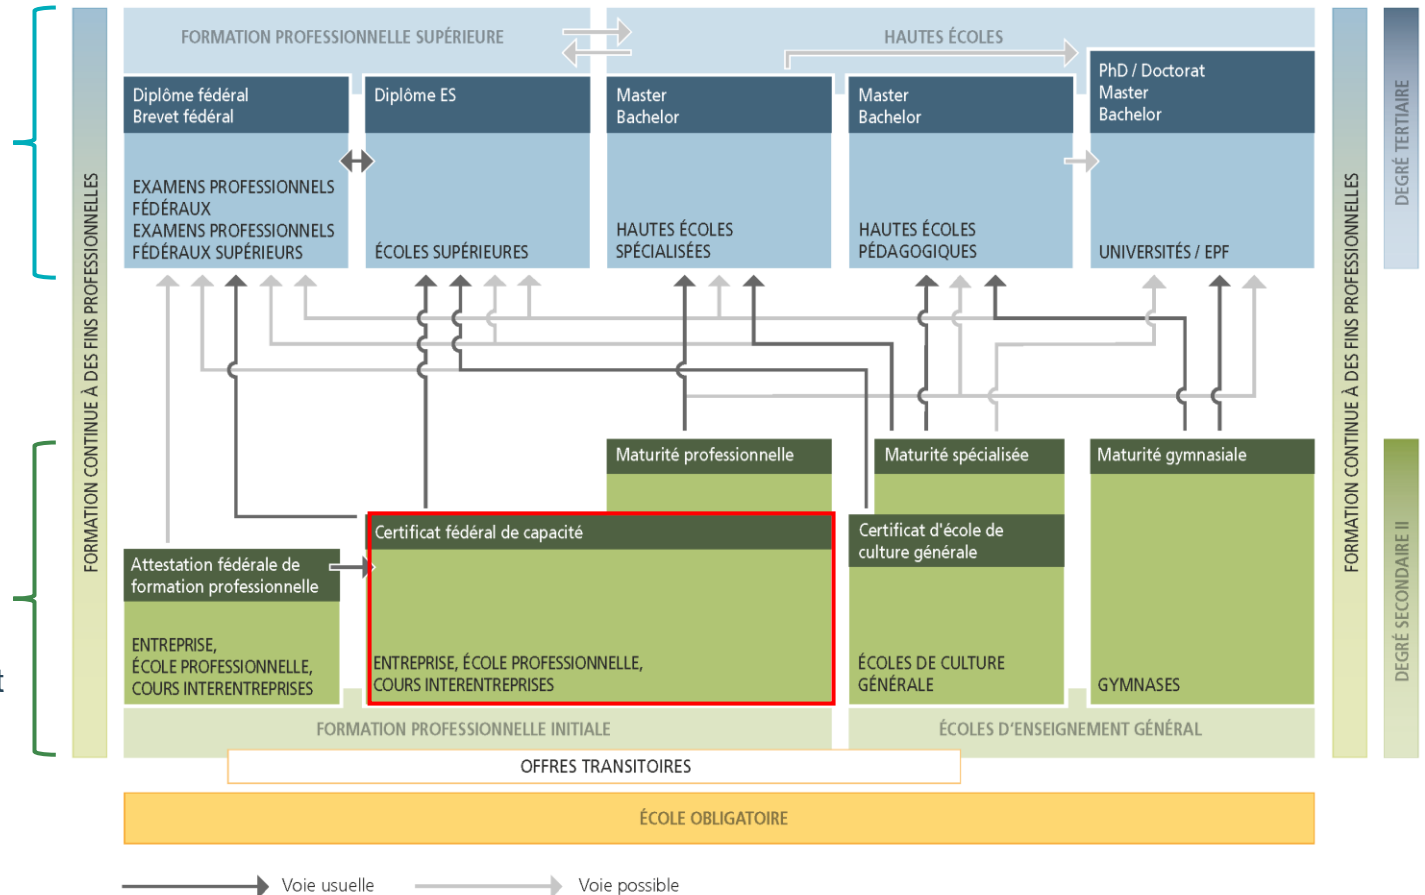 FORMATION PROFESSIONNELLE SUPÉRIEURE
HAUTES ÉCOLES
Diplôme fédéral
Brevet fédéral
EXAMENS PROFESSIONNELS
FÉDÉRAUX
EXAMENS PROFESSIONNELS
FÉDÉRAUX SUPÉRIEURS
Diplôme ES
ÉCOLES SUPÉRIEURES
Master
Bachelor
HAUTES ÉCOLES
SPÉCIALISÉES
Master
Bachelor
HAUTES ÉCOLES
PÉDAGOGIQUES
PhD / Doctorat
Master
Bachelor
UNIVERSITÉS / EPF
FORMATION CONTINUE À DES FINS PROFESSIONNELLES
FORMATION CONTINUE À DES FINS PROFESSIONNELLES
DEGRÉ TERTIAIRE
DEGRÉ SECONDAIRE II
Maturité professionnelle
Maturité spécialisée
Maturité gymnasiale
Certificat fédéral de capacité
Certificat d'école de
culture générale
Attestation fédérale de
formation professionnelle
ENTREPRISE,
ÉCOLE PROFESSIONNELLE,
COURS INTERENTREPRISES
ENTREPRISE, ÉCOLE PROFESSIONNELLE,
COURS INTERENTREPRISES
ÉCOLES DE CULTURE
GÉNÉRALE
GYMNASES
t
FORMATION PROFESSIONNELLE INITIALE
ÉCOLES D'ENSEIGNEMENT GÉNÉRAL
OFFRES TRANSITOIRES
ÉCOLE OBLIGATOIRE
Voie usuelle
Voie possible